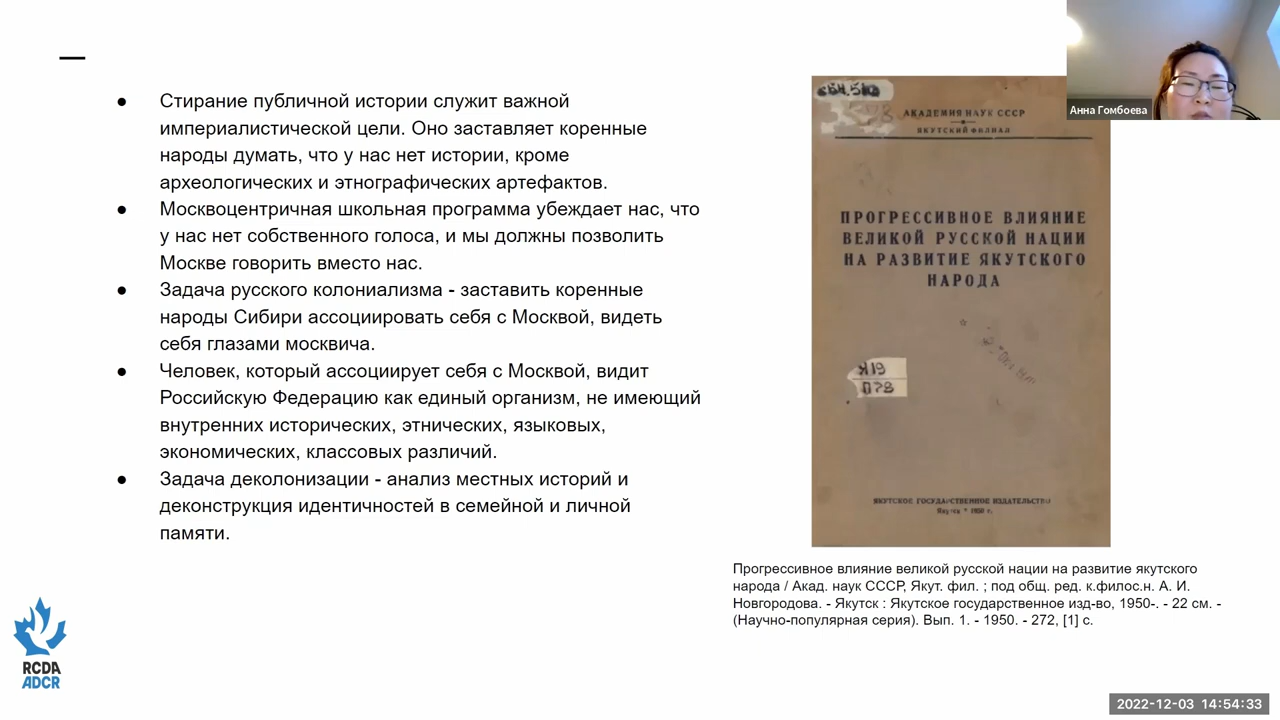 Стирание публичной истории служит важной
империалистической цели. Оно заставляет коренные
народы думать, что у нас нет истории, кроме
археологических и этнографических артефактов.
Москвоцентричная школьная программа убеждает нас, что
у нас нет собственного голоса, и мы должны позволить
Москве говорить вместо нас.
Задача русского колониализма - заставить коренные
народы Сибири ассоциировать себя с Москвой, видеть
себя глазами москвича.
Человек, который ассоциирует себя с Москвой, видит
Российскую Федерацию как единый организм, не имеющий
внутренних исторических, этнических, языковых,
экономических, классовых различий.
Задача деколонизации - анализ местных историй и
деконструкция идентичностей в семейной и личной
памяти.
АКАДЕМИЯ НАУК СССР
ЯКУТСКИЙ ФИЛИАЛ
ПРОГРЕССИВНОЕ ВЛИЯНИЕ
ВЕЛИКОЙ РУССКОЙ НАЦИИ
НА РАЗВИТИЕ ЯКУТСКОГО
НАРОДА
Я19
П78
ЯКУТСКОЕ ГОСУДАРСТВЕННОЕ ИЗДАТЕЛЬСТВО
Якутск * 1950 г.
Прогрессивное влияние великой русской нации на развитие якутского
народа / Акад. наук СССР, Якут. фил. ; под общ. ред. к.филос.н. А. И.
Новгородова. - Якутск : Якутское государственное изд-во, 1950-. - 22 см. -
(Научно-популярная серия). Вып. 1. - 1950. - 272, [1] с.
Анна Гомбоева
RCDA
ADCR
2022-12-03 14:54:33